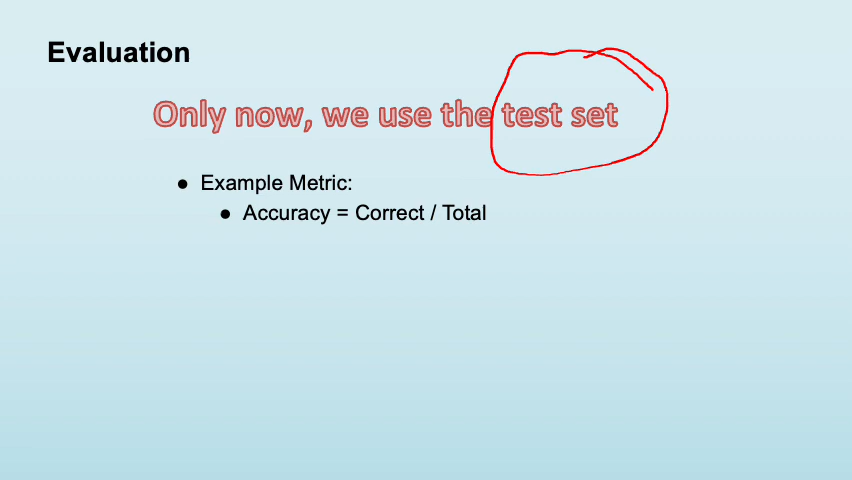 Evaluation
Only now, we use the test set
● Example Metric:
● Accuracy = Correct / Total